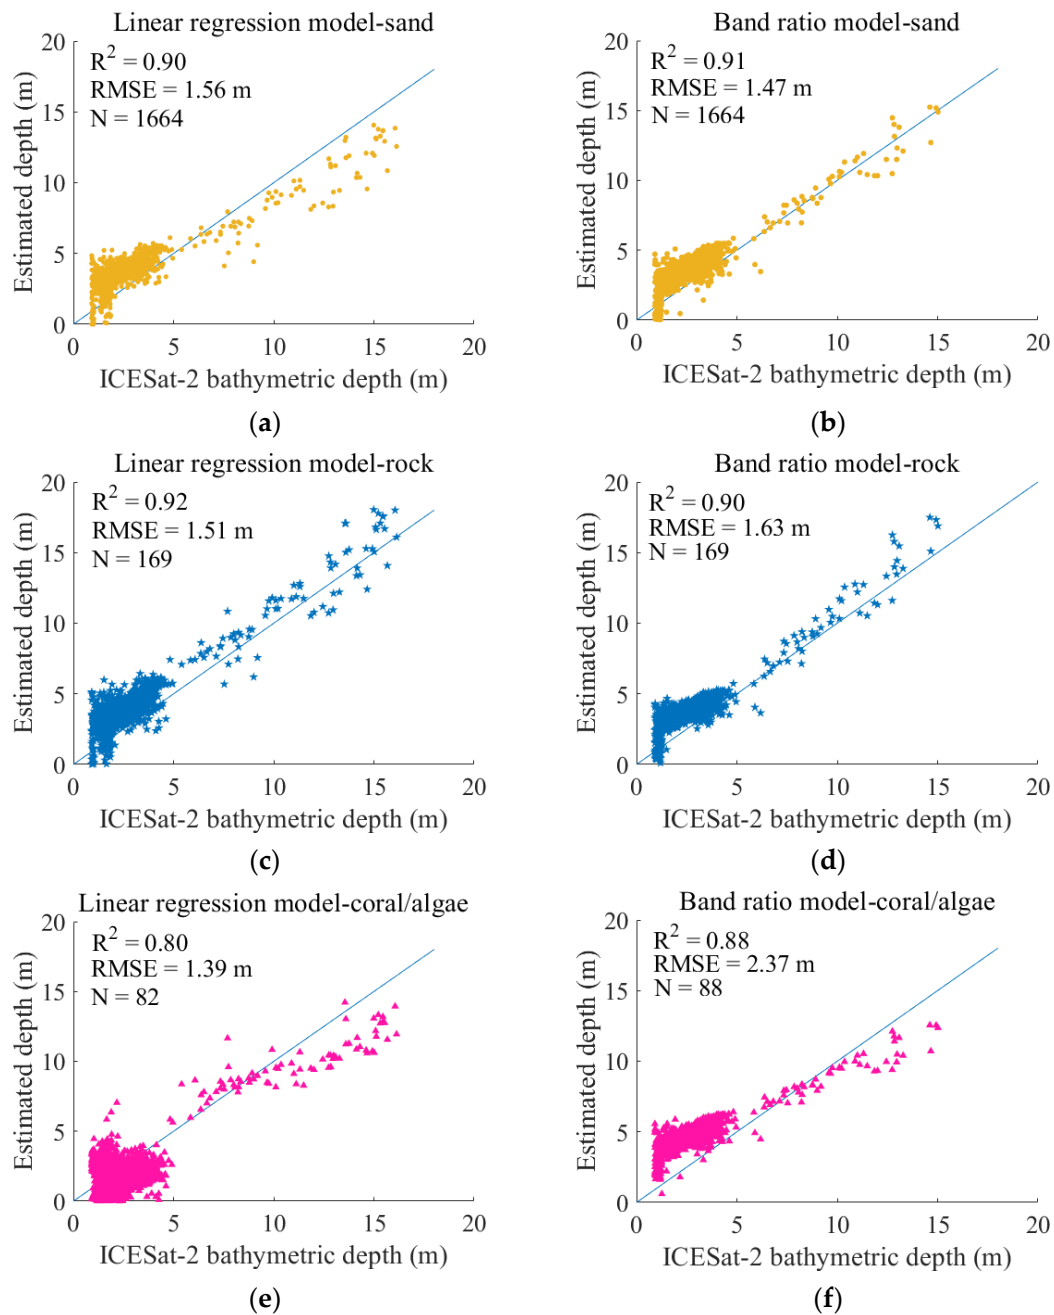 Linear regression model-sand
R² = 0.90
RMSE = 1.56 m
N = 1664
Estimated depth (m)
20
15
10
5
0
0 5 10 15 20
ICESat-2 bathymetric depth (m)
(a)
Band ratio model-sand
R² = 0.91
RMSE = 1.47 m
N = 1664
Estimated depth (m)
20
15
10
5
0
0 5 10 15 20
ICESat-2 bathymetric depth (m)
(b)
Linear regression model-rock
R² = 0.92
RMSE = 1.51 m
N = 169
Estimated depth (m)
20
15
10
5
0
0 5 10 15 20
ICESat-2 bathymetric depth (m)
(c)
Band ratio model-rock
R² = 0.90
RMSE = 1.63 m
N = 169
Estimated depth (m)
20
15
10
5
0
0 5 10 15 20
ICESat-2 bathymetric depth (m)
(d)
Linear regression model-coral/algae
R² = 0.80
RMSE = 1.39 m
N = 82
Estimated depth (m)
20
15
10
5
0
0 5 10 15 20
ICESat-2 bathymetric depth (m)
(e)
Band ratio model-coral/algae
R² = 0.88
RMSE = 2.37 m
N = 88
Estimated depth (m)
20
15
10
5
0
0 5 10 15 20
ICESat-2 bathymetric depth (m)
(f)